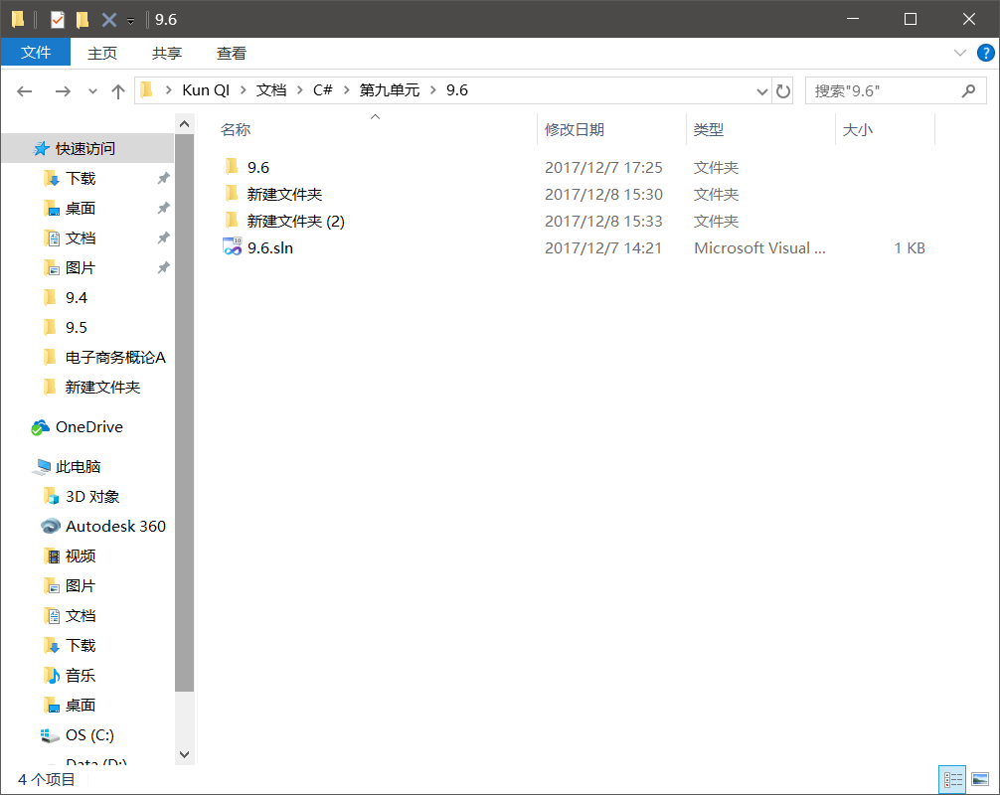 9.6
文件 主页 共享 查看
Kun QI 文档 C# 第九单元 9.6 搜索"9.6"
名称 修改日期 类型 大小
9.6 2017/12/7 17:25 文件夹
新建文件夹 2017/12/8 15:30 文件夹
新建文件夹 (2) 2017/12/8 15:33 文件夹
9.6.sln 2017/12/7 14:21 Microsoft Visual ... 1 KB
快速访问
下载
桌面
文档
图片
9.4
9.5
电子商务概论A
新建文件夹
OneDrive
此电脑
3D 对象
Autodesk 360
视频
图片
文档
下载
音乐
桌面
OS (C:)
Data (D:)
4 个项目